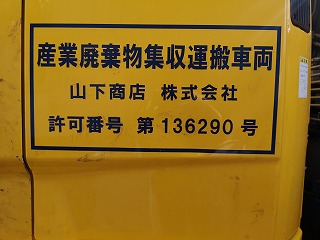 産業廃棄物集収運搬車両
山下商店 株式会社
許可番号 第136290号